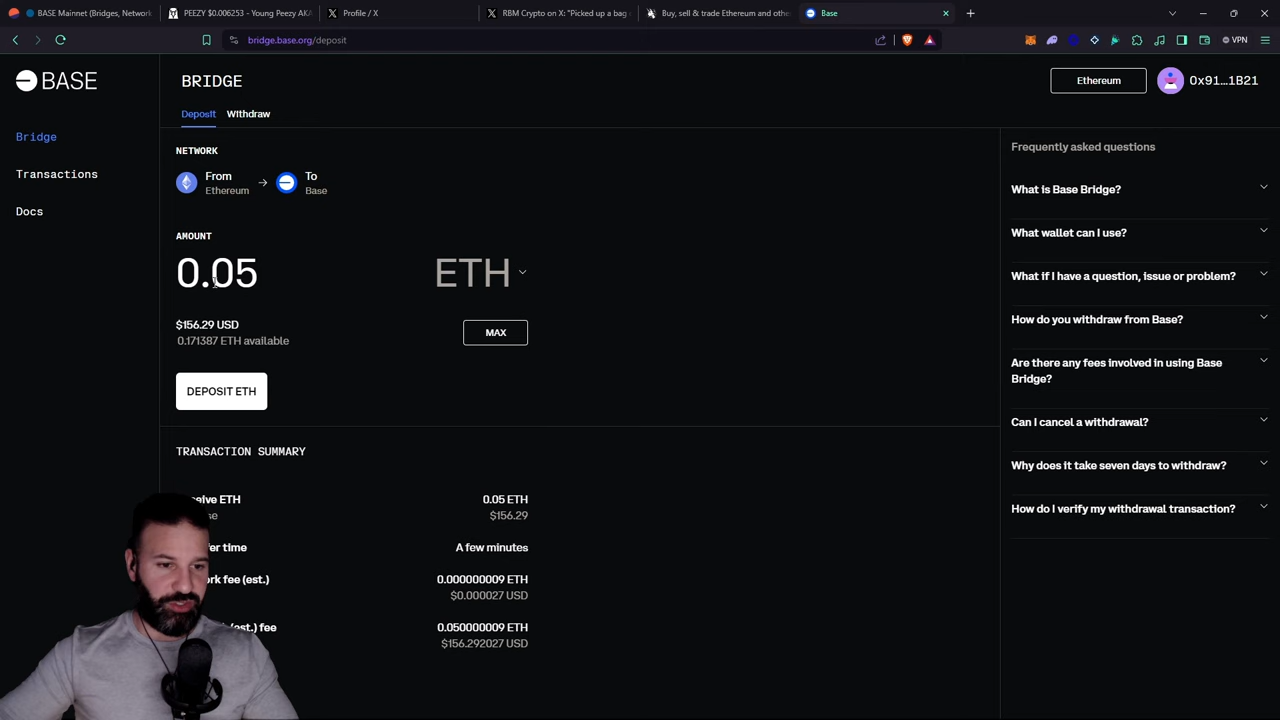 BASE Mainnet (Bridges, Network
PEEZY $0.006253 - Young Peezy AKA
Profile / X
RBM Crypto on X: "Picked up a bag
Buy, sell & trade Ethereum and othe
Base
bridge.base.org/deposit
VPN
BASE
BRIDGE
Ethereum
0x91...1B21
Deposit
Withdraw
Bridge
Transactions
Docs
NETWORK
From
Ethereum
To
Base
AMOUNT
0.05
ETH
$156.29 USD
0.171387 ETH available
MAX
DEPOSIT ETH
TRANSACTION SUMMARY
ETH
0.05 ETH
$156.29
time
A few minutes
fee (est.)
0.000000009 ETH
$0.000027 USD
(est.) fee
0.050000009 ETH
$156.292027 USD
Frequently asked questions
What is Base Bridge?
What wallet can I use?
What if I have a question, issue or problem?
How do you withdraw from Base?
Are there any fees involved in using Base
Bridge?
Can I cancel a withdrawal?
Why does it take seven days to withdraw?
How do I verify my withdrawal transaction?